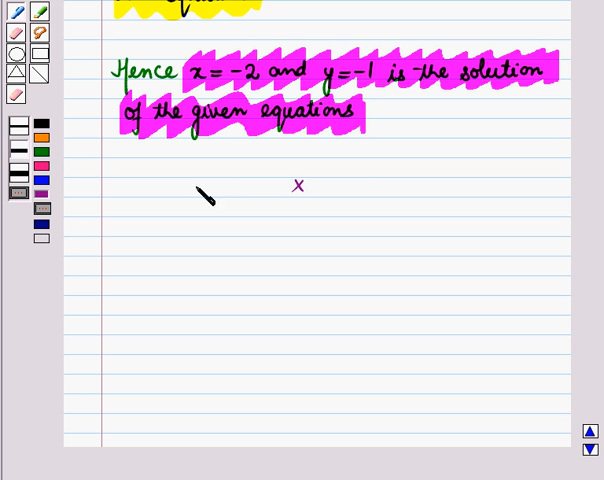 Hence x = -2 and y = -1 is the solution
of the given equations
x